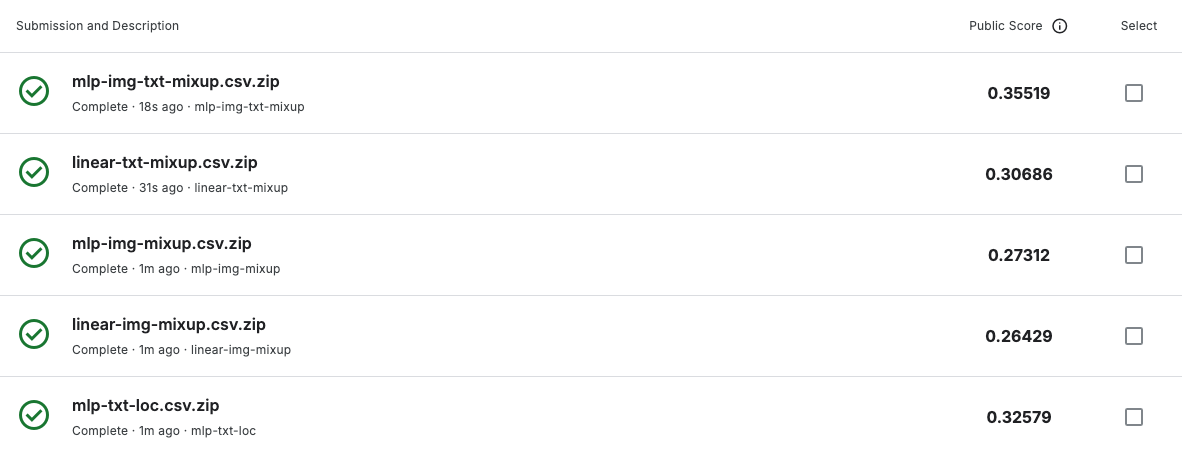 Submission and Description Public Score Select
mlp-img-txt-mixup.csv.zip
Complete · 18s ago · mlp-img-txt-mixup
0.35519
linear-txt-mixup.csv.zip
Complete · 31s ago · linear-txt-mixup
0.30686
mlp-img-mixup.csv.zip
Complete · 1m ago · mlp-img-mixup
0.27312
linear-img-mixup.csv.zip
Complete · 1m ago · linear-img-mixup
0.26429
mlp-txt-loc.csv.zip
Complete · 1m ago · mlp-txt-loc
0.32579